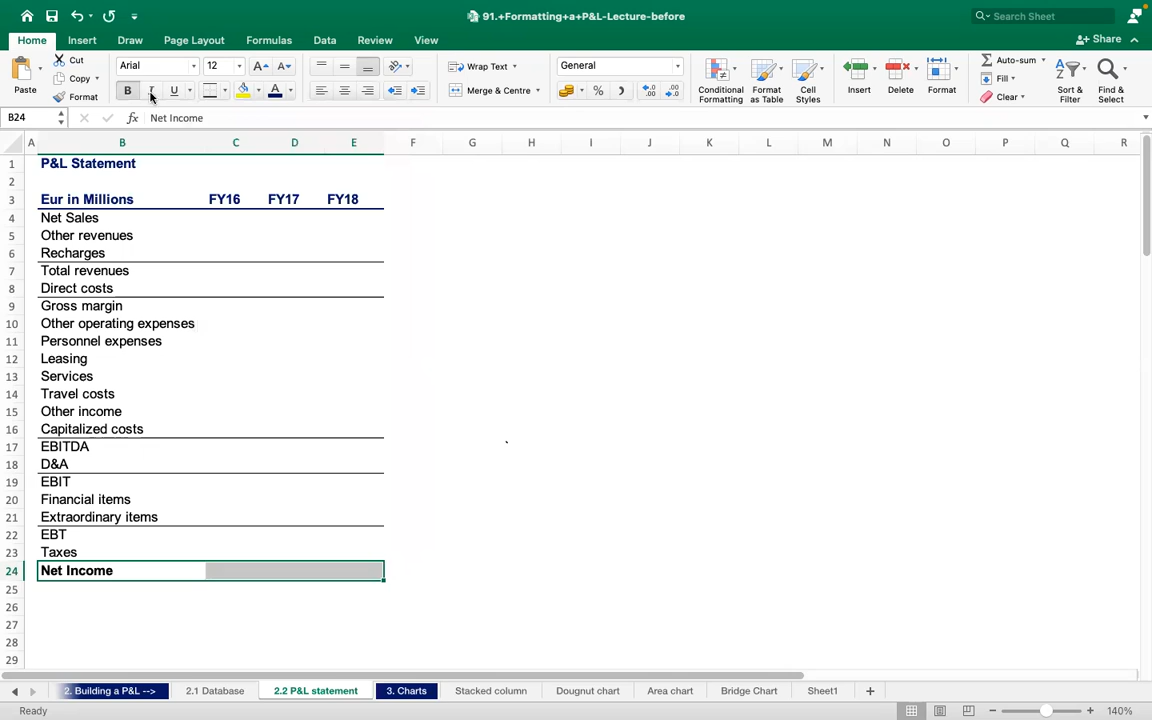 91.+Formatting+a+P&L-Lecture-before
Search Sheet
Home Insert Draw Page Layout Formulas Data Review View
Share
Paste
Cut
Copy
Format
Arial 12
B I U
Wrap Text
Merge & Centre
General
Conditional Formatting
Format as Table
Cell Styles
Insert Delete Format
Auto-sum
Fill
Clear
Sort & Filter
Find & Select
B24 fx Net Income
A B C D E F G H I J K L M N O P Q R
1 P&L Statement
2
3 Eur in Millions FY16 FY17 FY18
4 Net Sales
5 Other revenues
6 Recharges
7 Total revenues
8 Direct costs
9 Gross margin
10 Other operating expenses
11 Personnel expenses
12 Leasing
13 Services
14 Travel costs
15 Other income
16 Capitalized costs
17 EBITDA
18 D&A
19 EBIT
20 Financial items
21 Extraordinary items
22 EBT
23 Taxes
24 Net Income
25
26
27
28
29
2. Building a P&L --> 2.1 Database 2.2 P&L statement 3. Charts Stacked column Dougnut chart Area chart Bridge Chart Sheet1
Ready 140%